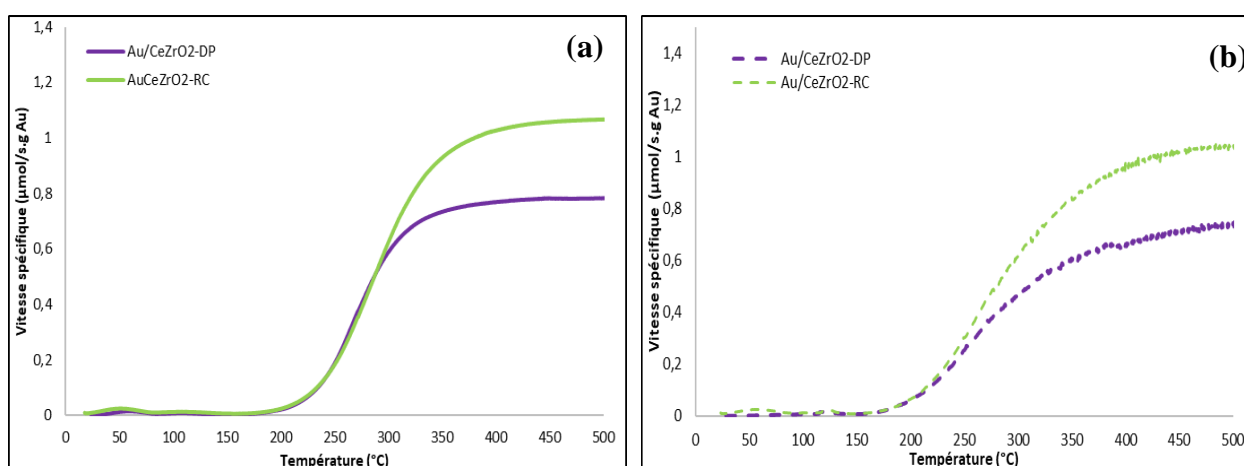 (a)
Au/CeZrO2-DP
AuCeZrO2-RC
Vitesse spécifique (µmol/s.g Au)
1,4
1,2
1
0,8
0,6
0,4
0,2
0
0 50 100 150 200 250 300 350 400 450 500
Température (°C)
(b)
Au/CeZrO2-DP
Au/CeZrO2-RC
Vitesse spécifique (µmol/s.g Au)
1,4
1,2
1
0,8
0,6
0,4
0,2
0
0 50 100 150 200 250 300 350 400 450 500
Température (°C)